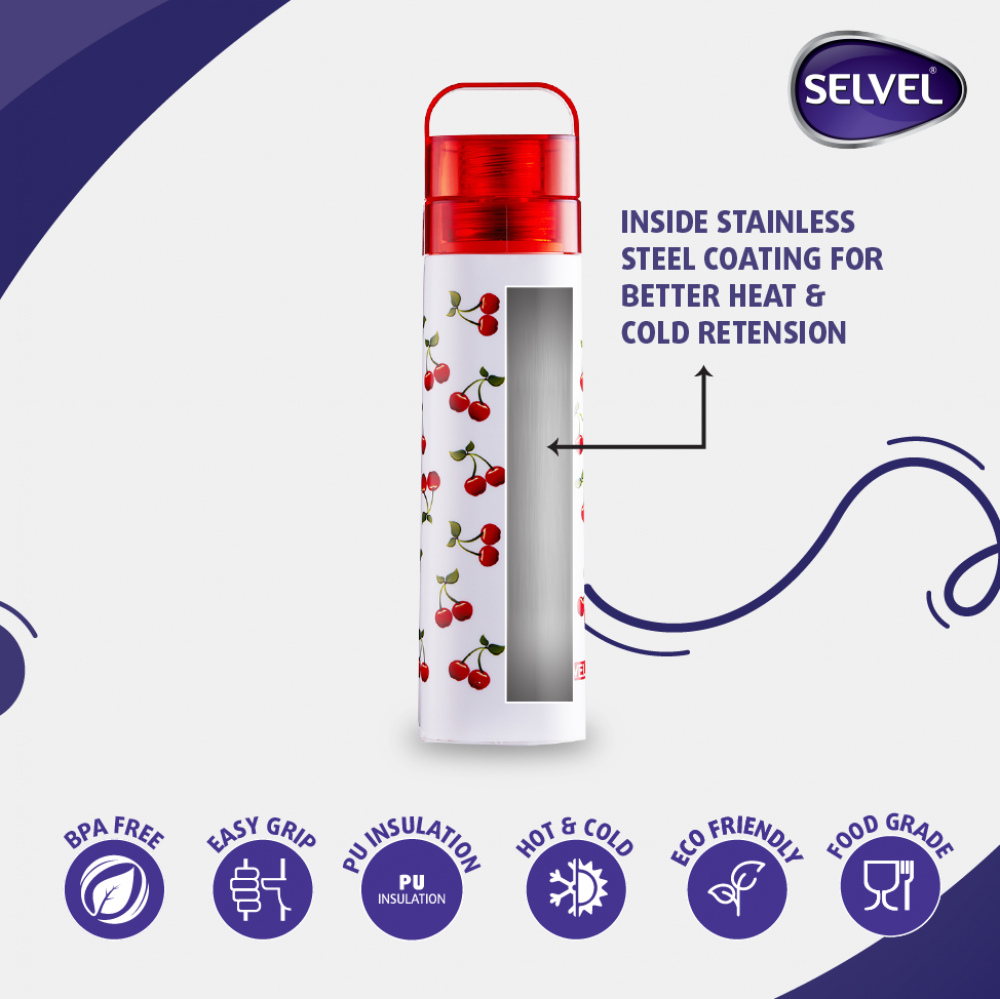 SELVEL®
INSIDE STAINLESS
STEEL COATING FOR
BETTER HEAT &
COLD RETENSION
BPA FREE
EASY GRIP
PU INSULATION
PU
INSULATION
HOT & COLD
ECO FRIENDLY
FOOD GRADE